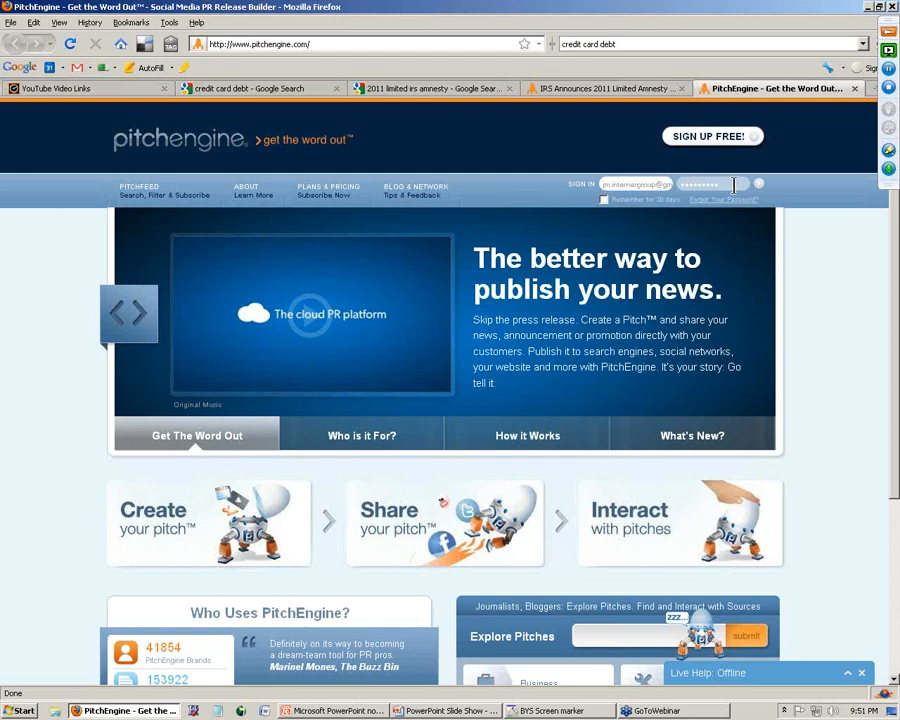 PitchEngine - Get the Word Out™ - Social Media PR Release Builder - Mozilla Firefox
File Edit View History Bookmarks Tools Help
http://www.pitchengine.com/
credit card debt
Google
31
AutoFill
Sign
YouTube Video Links
credit card debt - Google Search
2011 limited irs amnesty - Google Sear...
IRS Announces 2011 Limited Amnesty ...
PitchEngine - Get the Word Out...
pitchengine® >get the word out™
SIGN UP FREE!
PITCHFEED
Search, Filter & Subscribe
ABOUT
Learn More
PLANS & PRICING
Subscribe Now
BLOG & NETWORK
Tips & Feedback
SIGN IN
jm.internergroup@gm
Remember for 30 days
Forgot Your Password?
The cloud PR platform
Original Music
The better way to
publish your news.
Skip the press release. Create a Pitch™ and share your
news, announcement or promotion directly with your
customers. Publish it to search engines, social networks,
your website and more with PitchEngine. It's your story: Go
tell it.
Get The Word Out
Who is it For?
How it Works
What's New?
Create
your pitch™
Share
your pitch™
Interact
with pitches
Who Uses PitchEngine?
41854
PitchEngine Brands
153922
Definitely on its way to becoming
a dream-team tool for PR pros.
Marinel Mones, The Buzz Bin
Journalists, Bloggers: Explore Pitches. Find and Interact with Sources
zzz...
Explore Pitches
submit
Business
Live Help: Offline
Done
Start
PitchEngine - Get the ...
Microsoft PowerPoint no...
PowerPoint Slide Show - ...
BYS Screen marker
GoToWebinar
9:51 PM